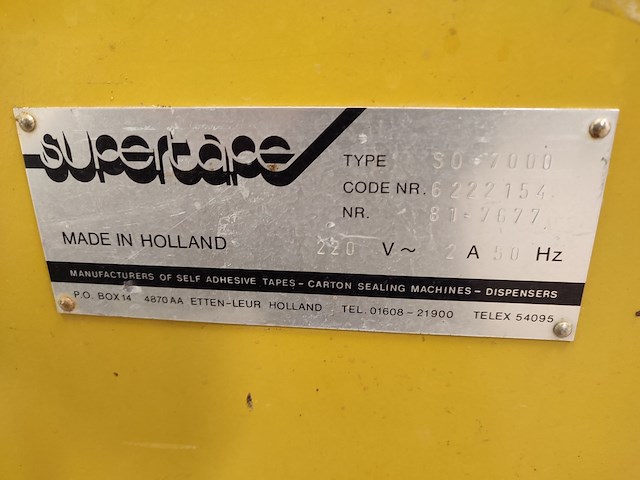 supertape
TYPE SO-7000
CODE NR. 6222154
NR. 81-7677
MADE IN HOLLAND
220 V~ 2 A 50 Hz
MANUFACTURERS OF SELF ADHESIVE TAPES - CARTON SEALING MACHINES - DISPENSERS
P.O. BOX 14 4870 AA ETTEN-LEUR HOLLAND TEL. 01608-21900 TELEX 54095